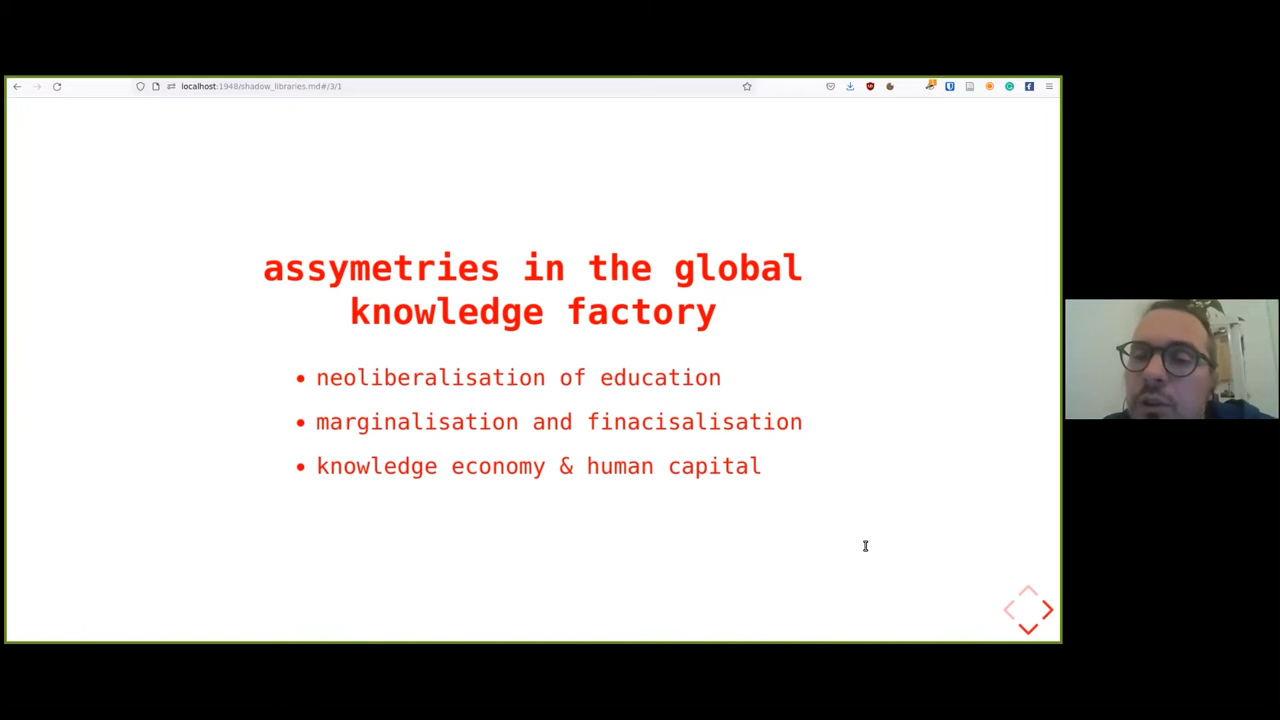 localhost:1948/shadow_libraries.md#/3/1
assymetries in the global
knowledge factory
neoliberalisation of education
marginalisation and finacisalisation
knowledge economy & human capital